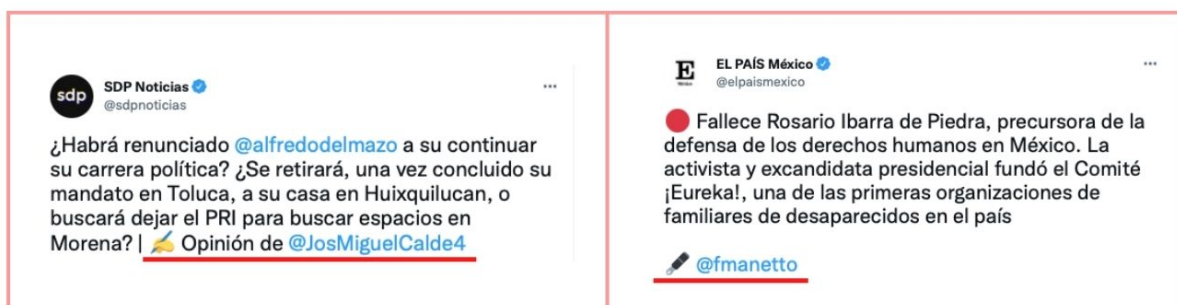 SDP Noticias
@sdpnoticias
¿Habrá renunciado @alfredodelmazo a su continuar
su carrera política? ¿Se retirará, una vez concluido su
mandato en Toluca, a su casa en Huixquilucan, o
buscará dejar el PRI para buscar espacios en
Morena? | ✍️ Opinión de @JosMiguelCalde4
sdp
EL PAÍS México
@elpaismexico
🔴 Fallece Rosario Ibarra de Piedra, precursora de la
defensa de los derechos humanos en México. La
activista y excandidata presidencial fundó el Comité
¡Eureka!, una de las primeras organizaciones de
familiares de desaparecidos en el país
@fmanetto
E